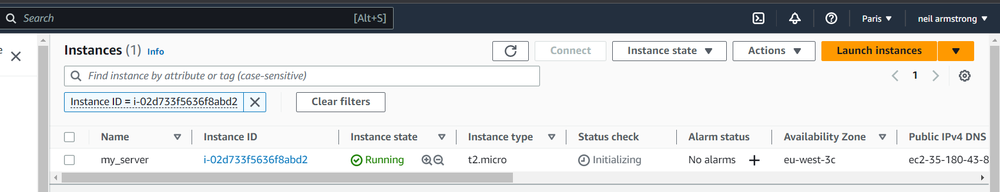 Search [Alt+S] Paris neil armstrong
e
Instances (1) Info Connect Instance state Actions Launch instances
Find instance by attribute or tag (case-sensitive) 1
Instance ID = i-02d733f5636f8abd2 Clear filters
Name Instance ID Instance state Instance type Status check Alarm status Availability Zone Public IPv4 DNS
my_server i-02d733f5636f8abd2 Running t2.micro Initializing No alarms eu-west-3c ec2-35-180-43-8